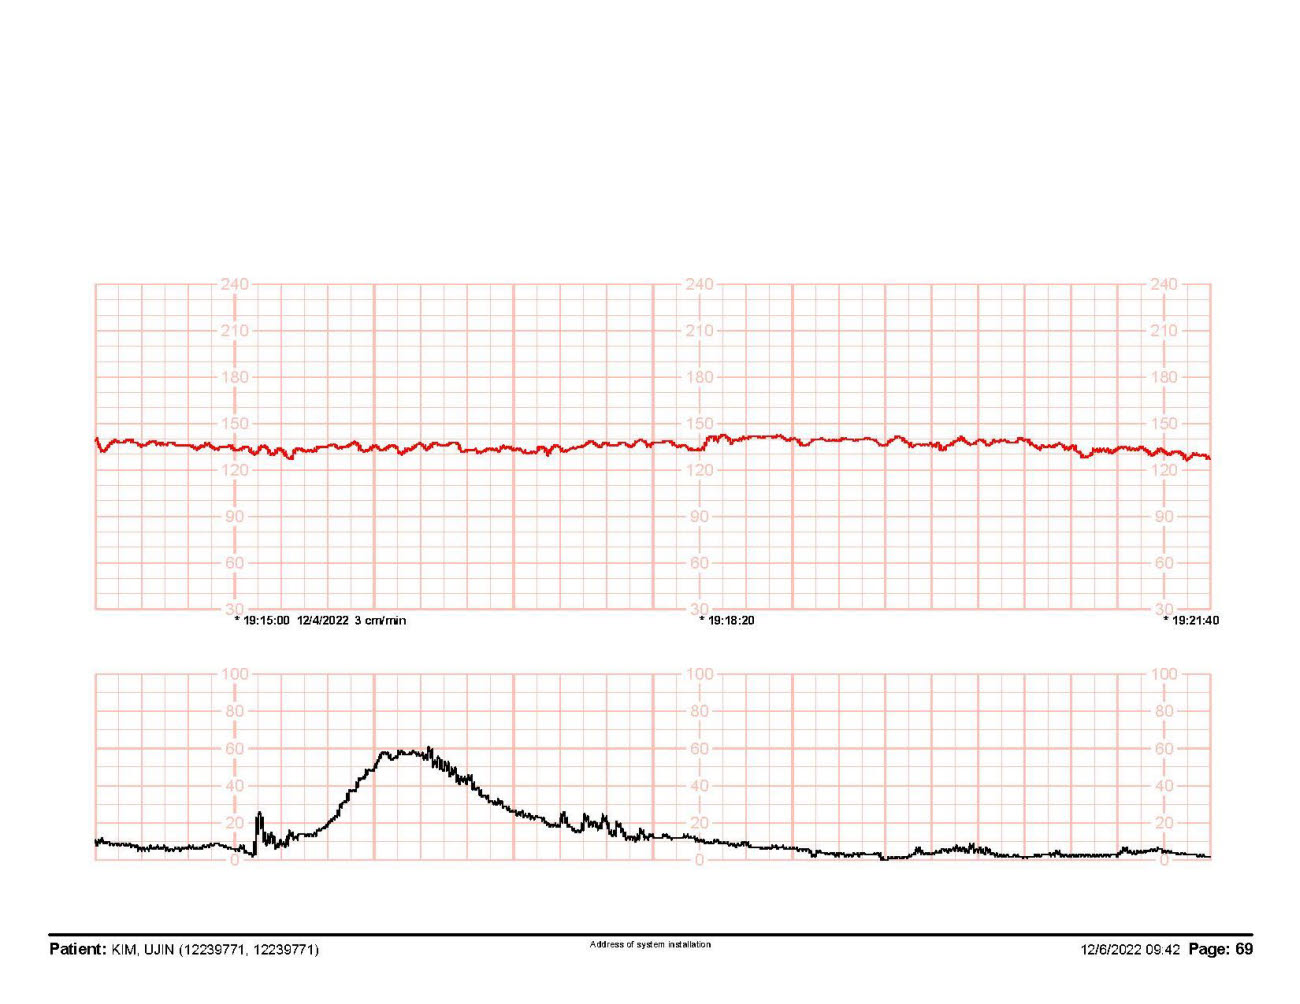 240 240 240
210 210 210
180 180 180
150 150 150
120 120 120
90 90 90
60 60 60
30 30 30
* 19:15:00 12/4/2022 3 cm/min * 19:18:20 * 19:21:40
100 100 100
80 80 80
60 60 60
40 40 40
20 20 20
0 0 0
Patient: KIM, UJIN (12239771, 12239771) Address of system installation 12/6/2022 09:42 Page: 69